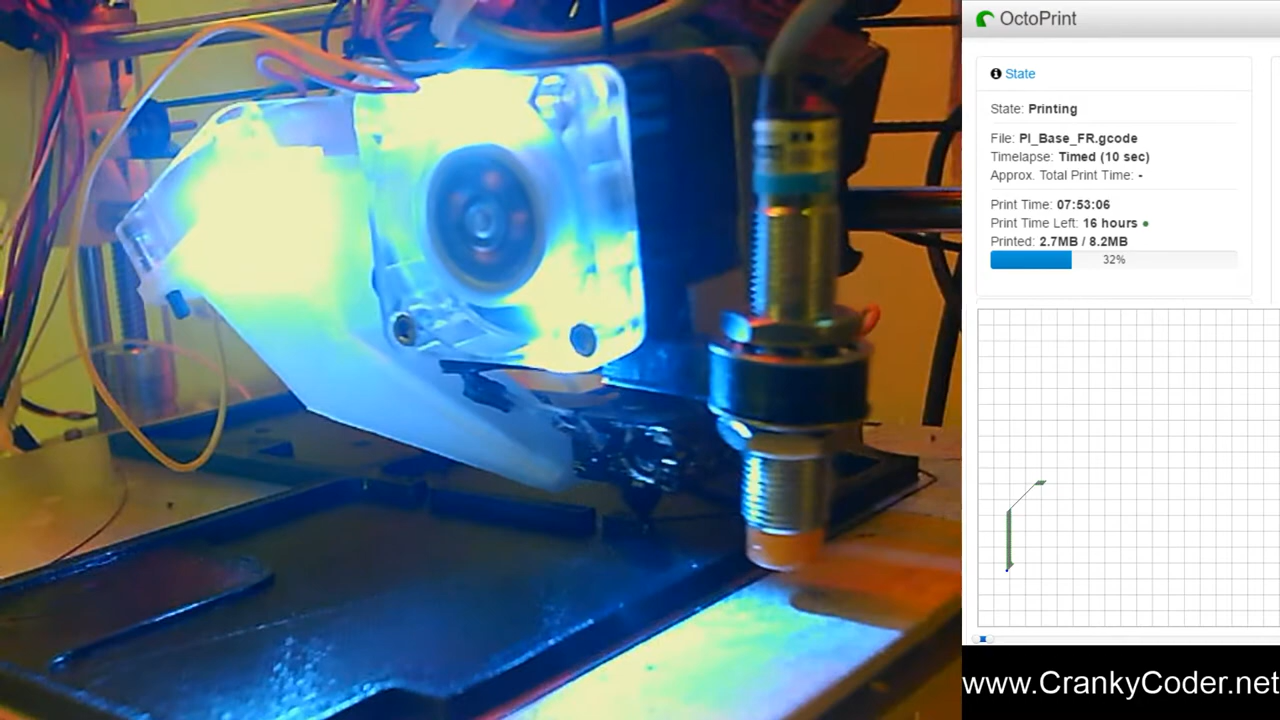 OctoPrint
State
State: Printing
File: PI_Base_FR.gcode
Timelapse: Timed (10 sec)
Approx. Total Print Time: -
Print Time: 07:53:06
Print Time Left: 16 hours
Printed: 2.7MB / 8.2MB
32%
www.CrankyCoder.net